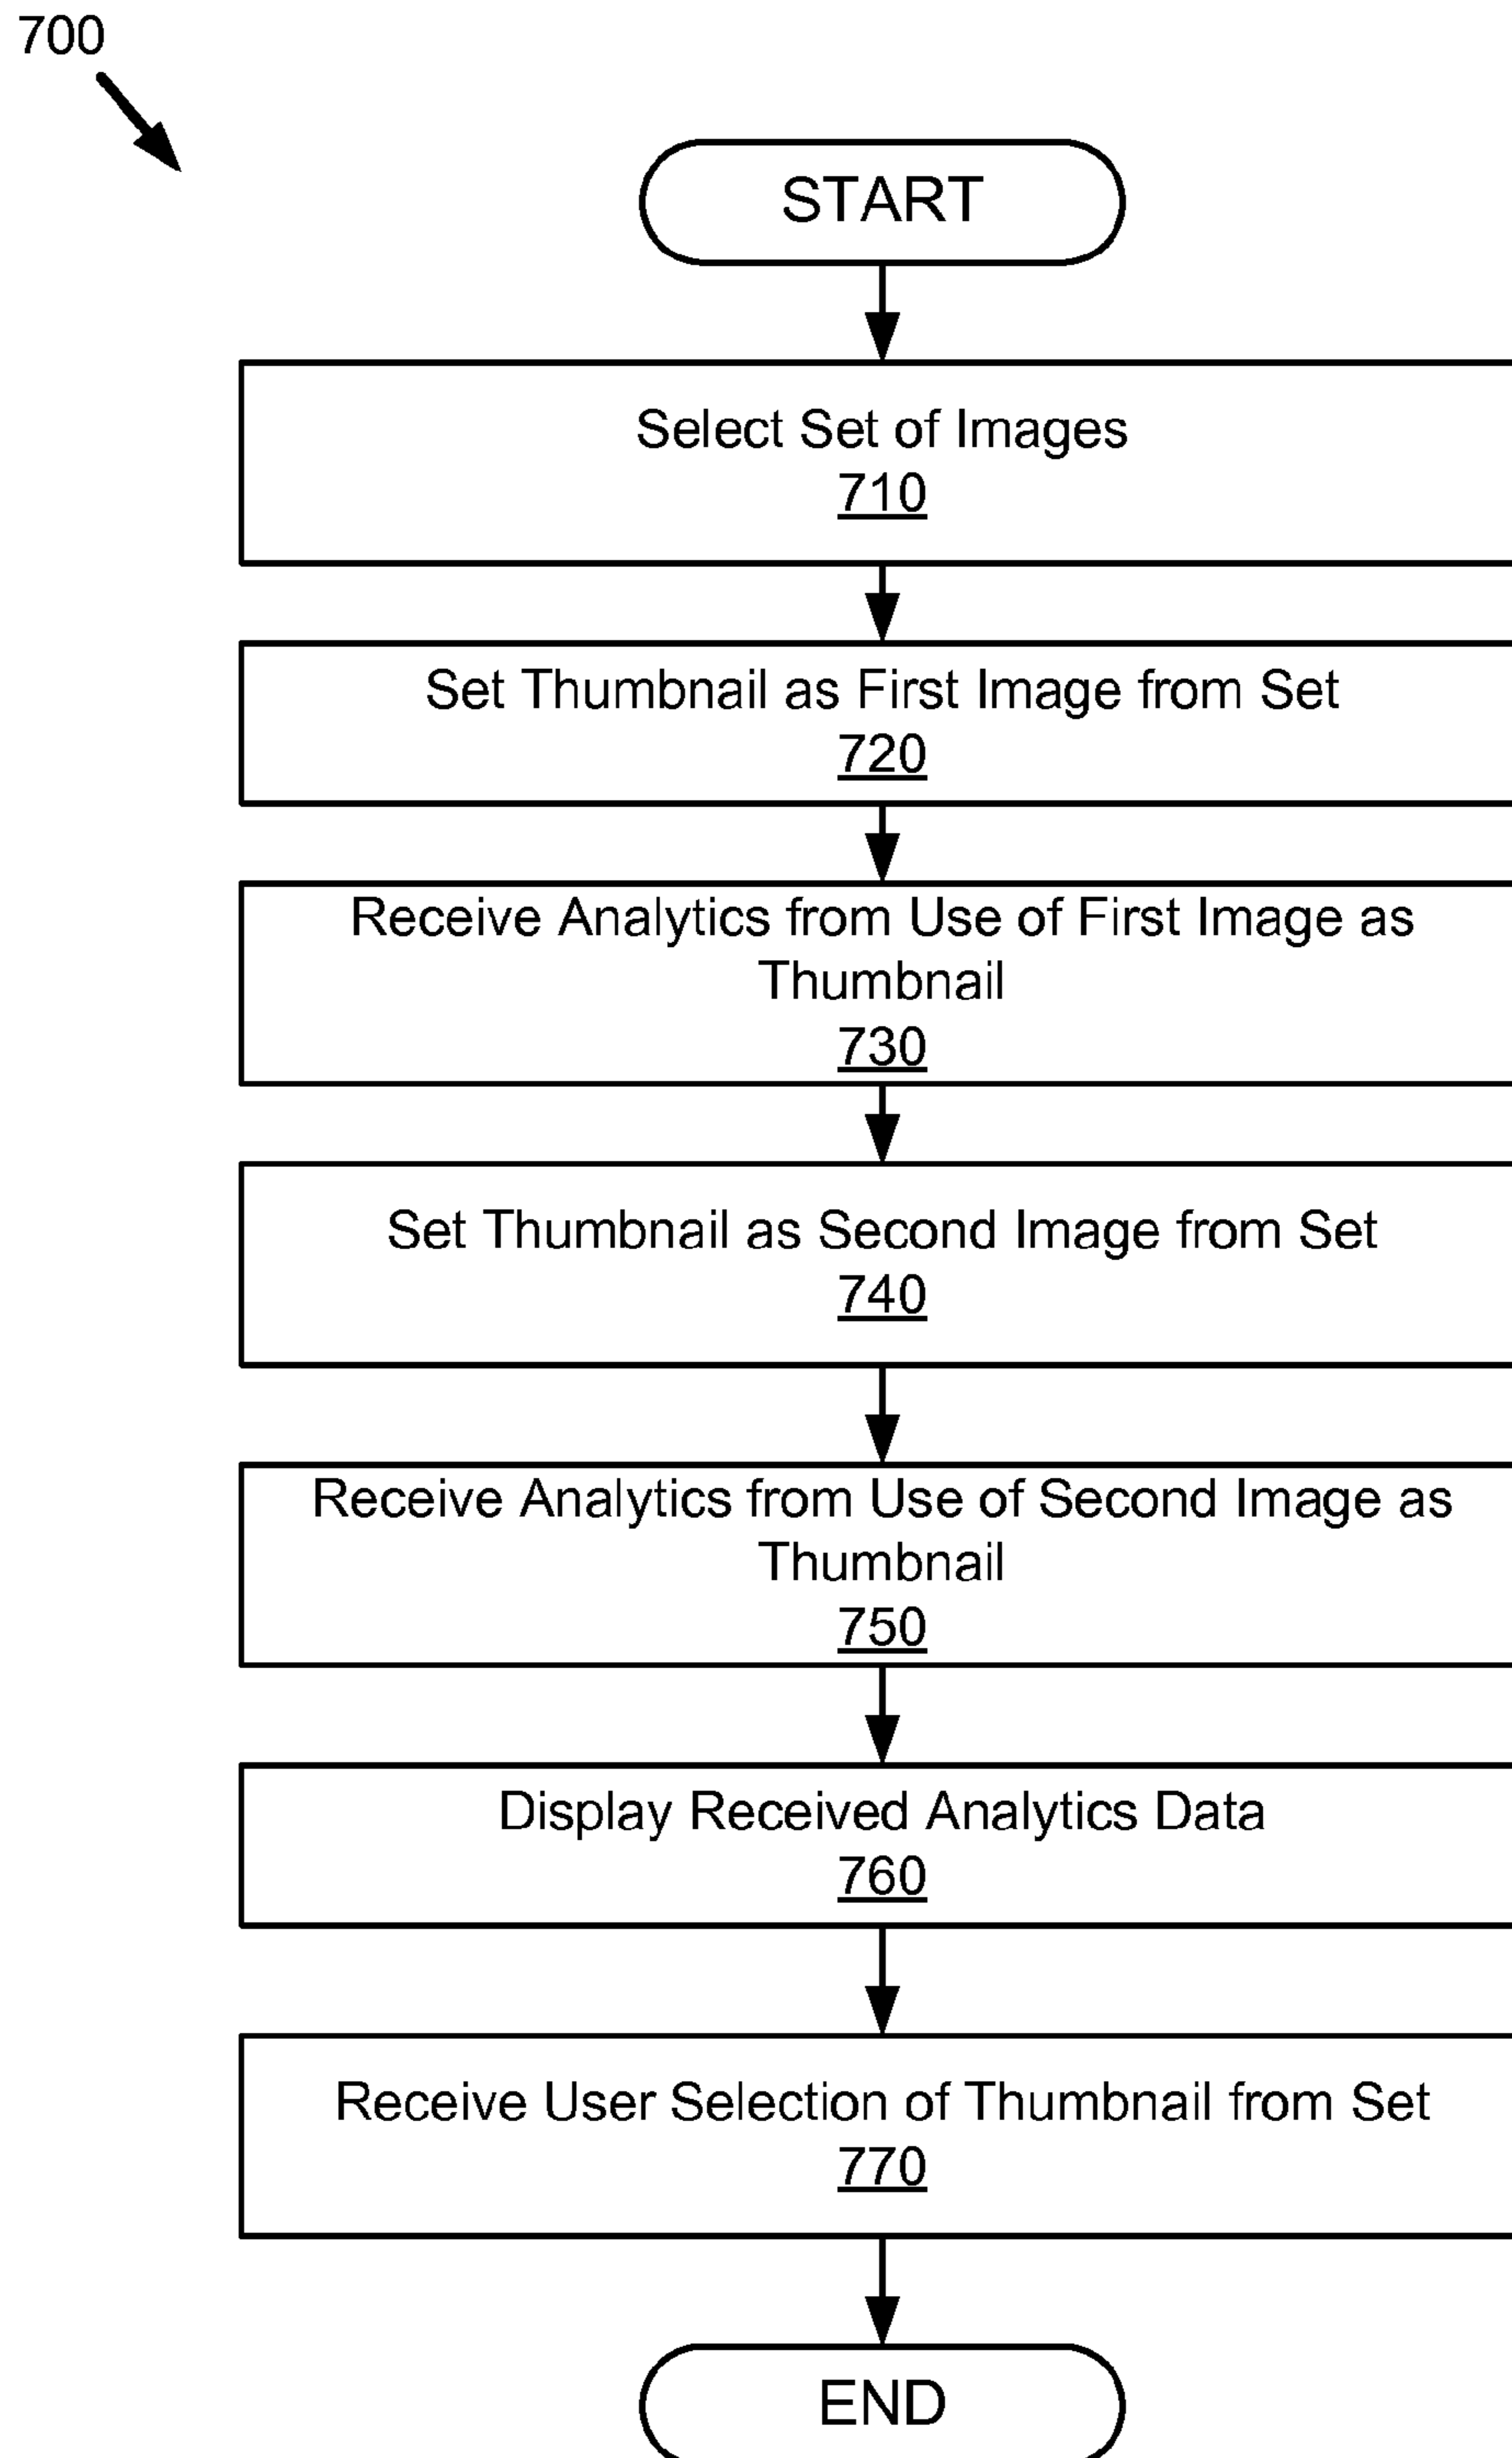 700
START
Select Set of Images
710
Set Thumbnail as First Image from Set
720
Receive Analytics from Use of First Image as
Thumbnail
730
Set Thumbnail as Second Image from Set
740
Receive Analytics from Use of Second Image as
Thumbnail
750
Display Received Analytics Data
760
Receive User Selection of Thumbnail from Set
770
END